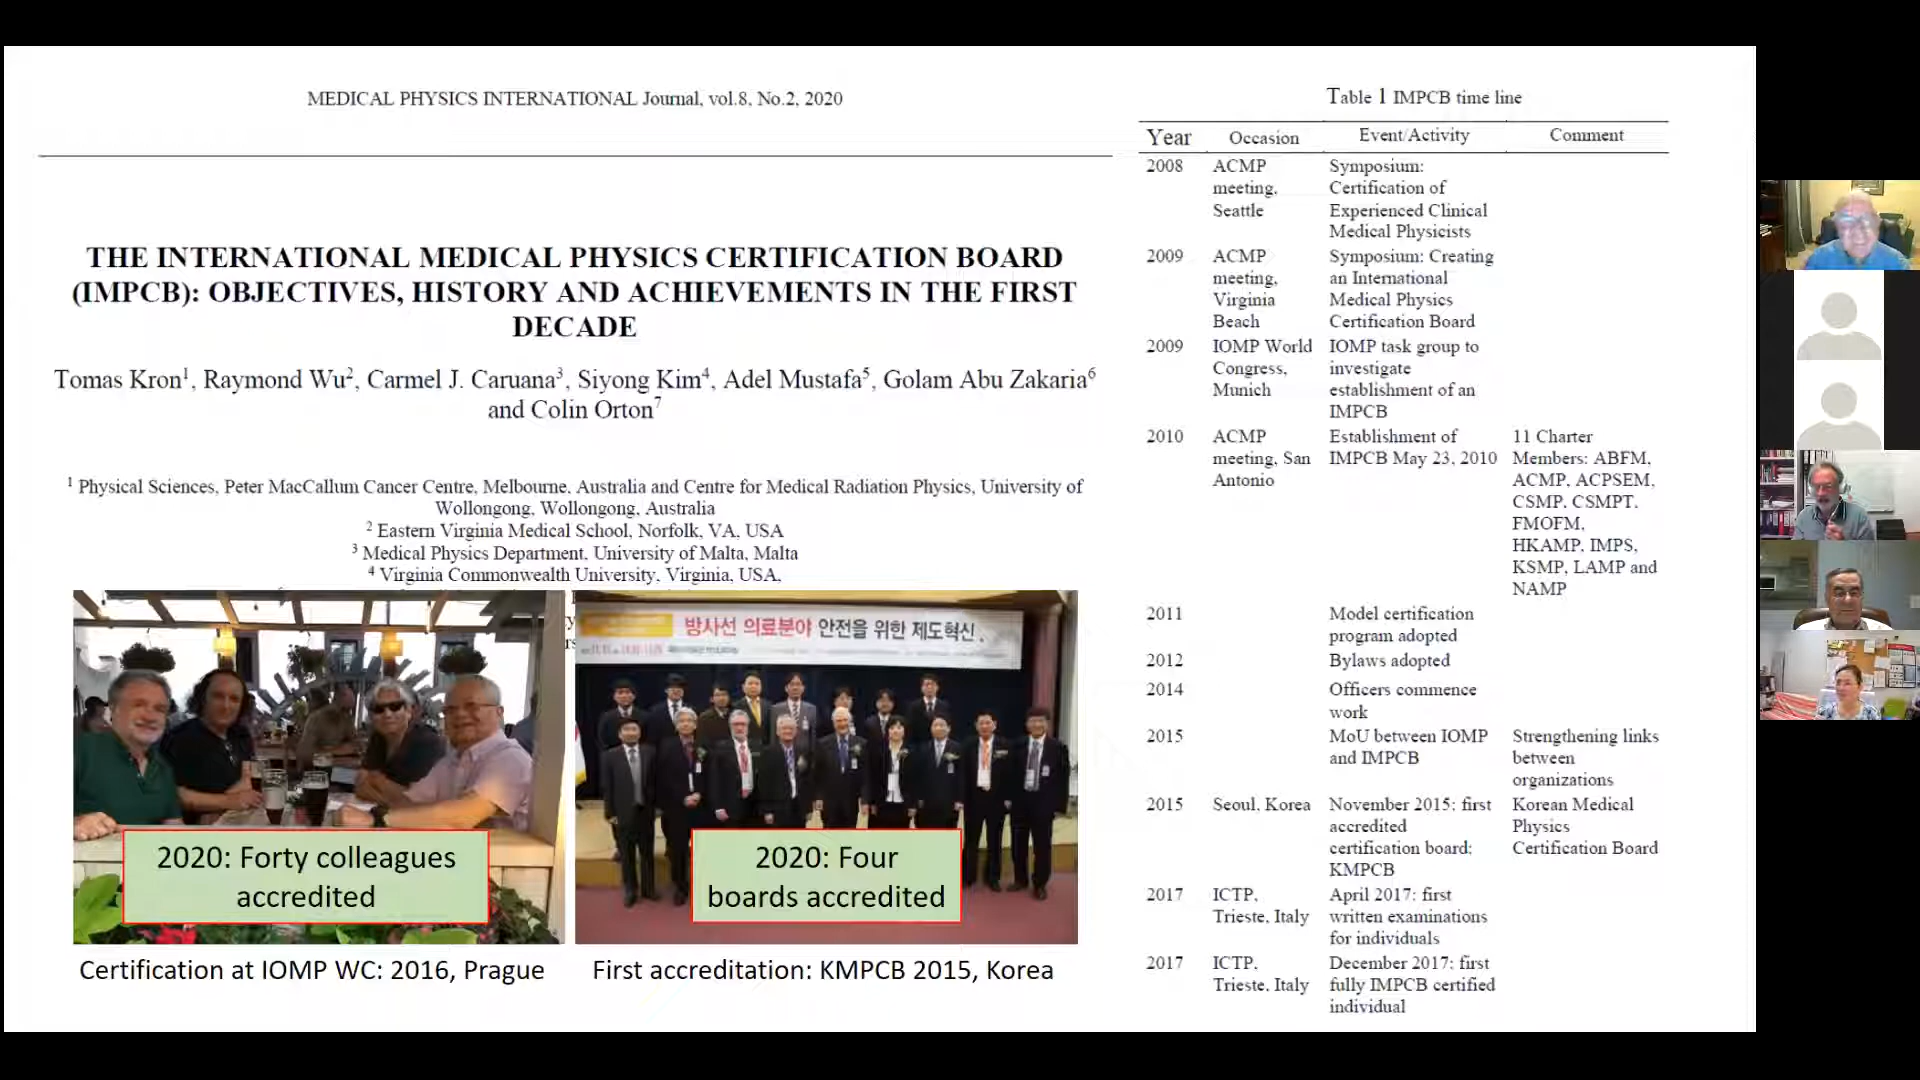 MEDICAL PHYSICS INTERNATIONAL Journal, vol.8, No.2, 2020
THE INTERNATIONAL MEDICAL PHYSICS CERTIFICATION BOARD
(IMPCB): OBJECTIVES, HISTORY AND ACHIEVEMENTS IN THE FIRST
DECADE
Tomas Kron1, Raymond Wu2, Carmel J. Caruana3, Siyong Kim4, Adel Mustafa5, Golam Abu Zakaria6
and Colin Orton7
1 Physical Sciences, Peter MacCallum Cancer Centre, Melbourne, Australia and Centre for Medical Radiation Physics, University of
Wollongong, Wollongong, Australia
2 Eastern Virginia Medical School, Norfolk, VA, USA
3 Medical Physics Department, University of Malta, Malta
4 Virginia Commonwealth University, Virginia, USA,
방사선 의료분야 안전을 위한 제도혁신
2020: Forty colleagues
accredited
2020: Four
boards accredited
Certification at IOMP WC: 2016, Prague
First accreditation: KMPCB 2015, Korea
Table 1 IMPCB time line
Year Occasion Event/Activity Comment
2008 ACMP Symposium:
meeting, Certification of
Seattle Experienced Clinical
Medical Physicists
2009 ACMP Symposium: Creating
meeting, an International
Virginia Medical Physics
Beach Certification Board
2009 IOMP World IOMP task group to
Congress, investigate
Munich establishment of an
IMPCB
2010 ACMP Establishment of 11 Charter
meeting, San IMPCB May 23, 2010 Members: ABFM,
Antonio ACMP, ACPSEM,
CSMP, CSMPT,
FMOFM,
HKAMP, IMPS,
KSMP, LAMP and
NAMP
2011 Model certification
program adopted
2012 Bylaws adopted
2014 Officers commence
work
2015 MoU between IOMP Strengthening links
and IMPCB between
organizations
2015 Seoul, Korea November 2015: first Korean Medical
accredited Physics
certification board: Certification Board
KMPCB
2017 ICTP, April 2017: first
Trieste, Italy written examinations
for individuals
2017 ICTP, December 2017: first
Trieste, Italy fully IMPCB certified
individual